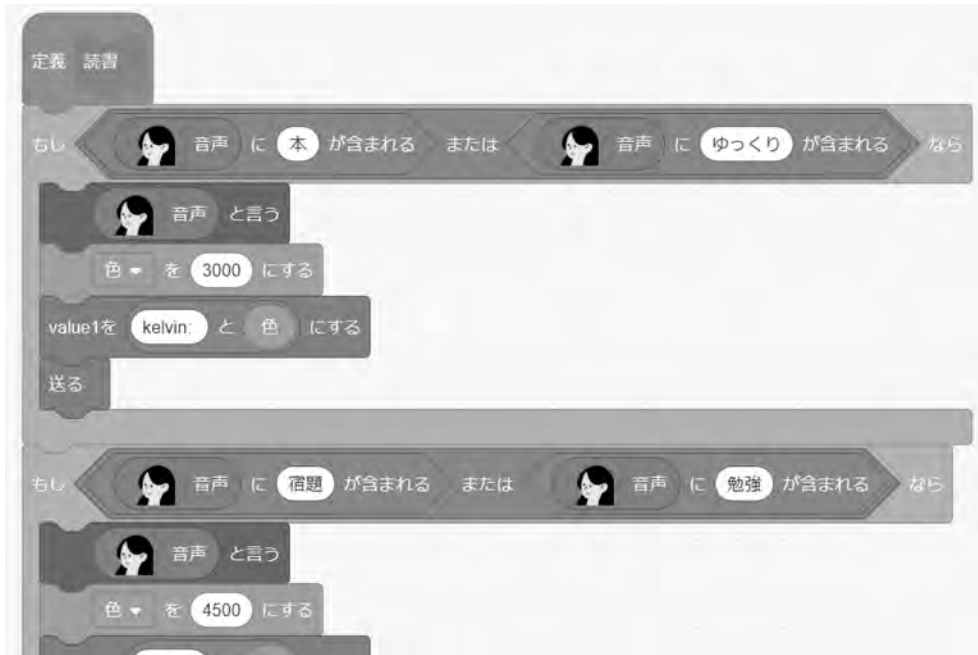 定義 読書
もし 音声 に 本 が含まれる または 音声 に ゆっくり が含まれる なら
音声 と言う
色 を 3000 にする
value1を kelvin: と 色 にする
送る
もし 音声 に 宿題 が含まれる または 音声 に 勉強 が含まれる なら
音声 と言う
色 を 4500 にする